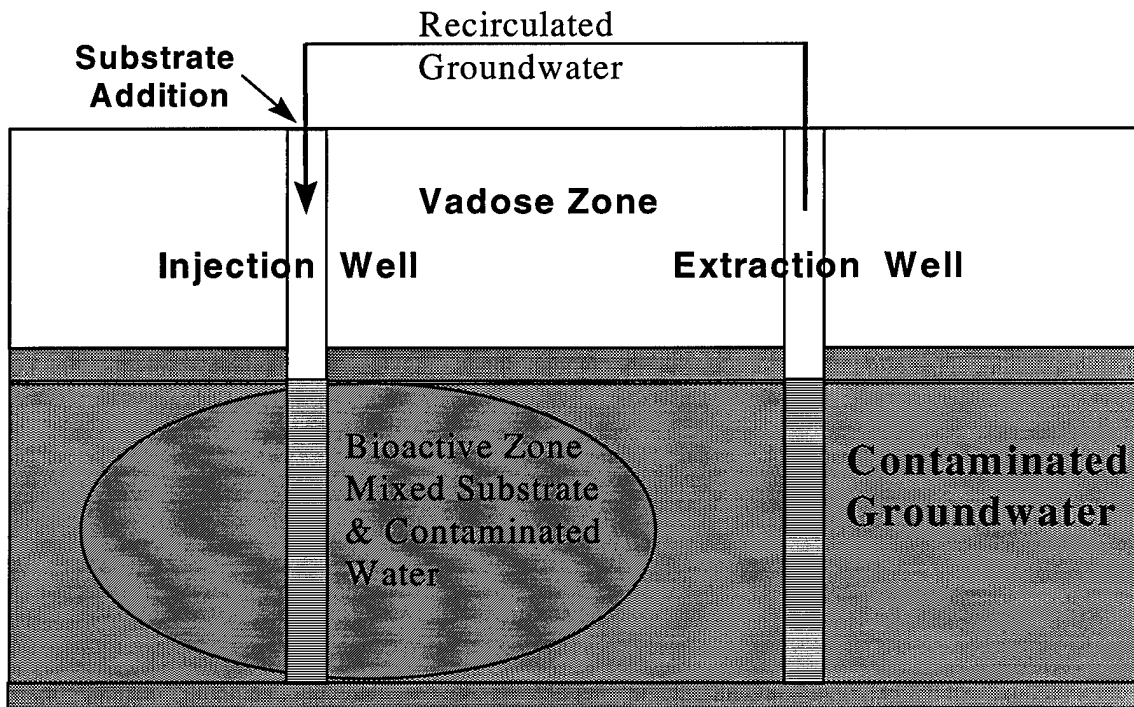 Recirculated
Groundwater
Substrate
Addition
Vadose Zone
Injection Well
Extraction Well
Bioactive Zone
Mixed Substrate
& Contaminated
Water
Contaminated
Groundwater